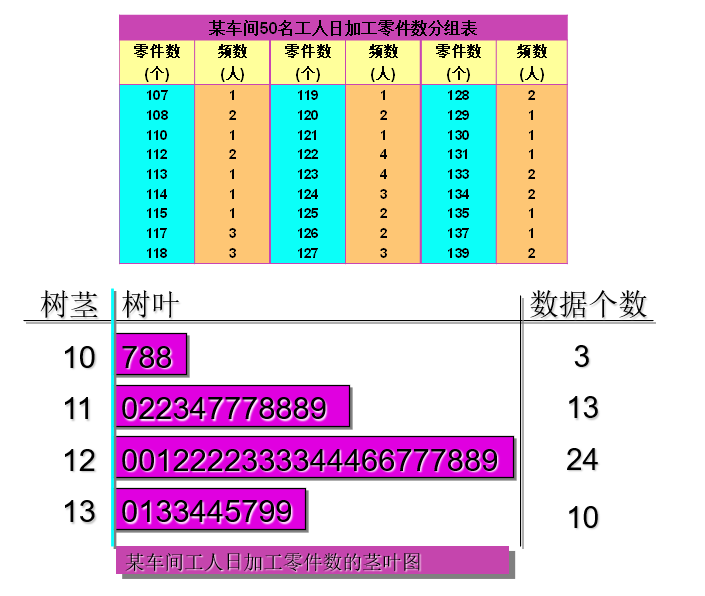 某车间50名工人日加工零件数分组表
零件数 频数 零件数 频数 零件数 频数
(个) (人) (个) (人) (个) (人)
107 1 119 1 128 2
108 2 120 2 129 1
110 1 121 1 130 1
112 2 122 4 131 1
113 1 123 4 133 2
114 1 124 3 134 2
115 1 125 2 135 1
117 3 126 2 137 1
118 3 127 3 139 2
树茎 树叶 数据个数
10 788 3
11 022347778889 13
12 0012222333344466777889 24
13 0133445799 10
某车间工人日加工零件数的茎叶图